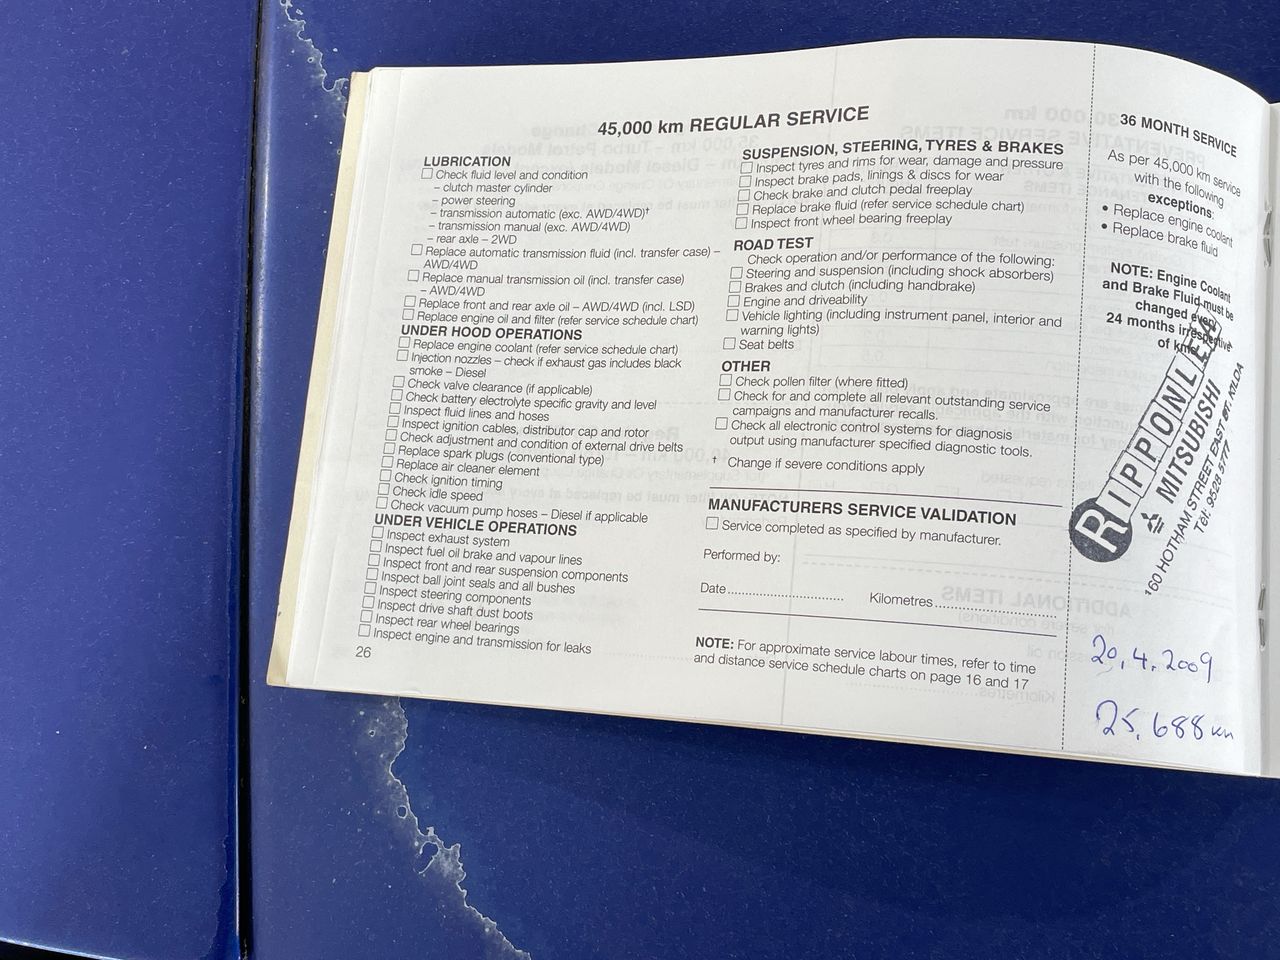 45,000 km REGULAR SERVICE
LUBRICATION
Check fluid level and condition
– clutch master cylinder
– power steering
– transmission automatic (exc. AWD/4WD)†
– transmission manual (exc. AWD/4WD)
– rear axle – 2WD
Replace automatic transmission fluid (incl. transfer case) –
AWD/4WD
Replace manual transmission oil (incl. transfer case)
– AWD/4WD
Replace front and rear axle oil – AWD/4WD (incl. LSD)
Replace engine oil and filter (refer service schedule chart)
UNDER HOOD OPERATIONS
Replace engine coolant (refer service schedule chart)
Injection nozzles – check if exhaust gas includes black
smoke – Diesel
Check valve clearance (if applicable)
Check battery electrolyte specific gravity and level
Inspect fluid lines and hoses
Inspect ignition cables, distributor cap and rotor
Check adjustment and condition of external drive belts
Replace spark plugs (conventional type)
Replace air cleaner element
Check ignition timing
Check idle speed
Check vacuum pump hoses – Diesel if applicable
UNDER VEHICLE OPERATIONS
Inspect exhaust system
Inspect fuel oil brake and vapour lines
Inspect front and rear suspension components
Inspect ball joint seals and all bushes
Inspect steering components
Inspect drive shaft dust boots
Inspect rear wheel bearings
Inspect engine and transmission for leaks
26
SUSPENSION, STEERING, TYRES & BRAKES
Inspect tyres and rims for wear, damage and pressure
Inspect brake pads, linings & discs for wear
Check brake and clutch pedal freeplay
Replace brake fluid (refer service schedule chart)
Inspect front wheel bearing freeplay
ROAD TEST
Check operation and/or performance of the following:
Steering and suspension (including shock absorbers)
Brakes and clutch (including handbrake)
Engine and driveability
Vehicle lighting (including instrument panel, interior and
warning lights)
Seat belts
OTHER
Check pollen filter (where fitted)
Check for and complete all relevant outstanding service
campaigns and manufacturer recalls.
Check all electronic control systems for diagnosis
output using manufacturer specified diagnostic tools.
† Change if severe conditions apply
MANUFACTURERS SERVICE VALIDATION
Service completed as specified by manufacturer.
Performed by:
Date.............................. Kilometres..............................
NOTE: For approximate service labour times, refer to time
and distance service schedule charts on page 16 and 17
36 MONTH SERVICE
As per 45,000 km service
with the following
exceptions:
• Replace engine coolant
• Replace brake fluid
NOTE: Engine Coolant
and Brake Fluid must be
changed every
24 months irrespective
of kms
RIPPONLEA
MITSUBISHI
160 HOTHAM STREET EAST ST. KILDA
Tel: 9528 5777
20.4.2009
25,688 km